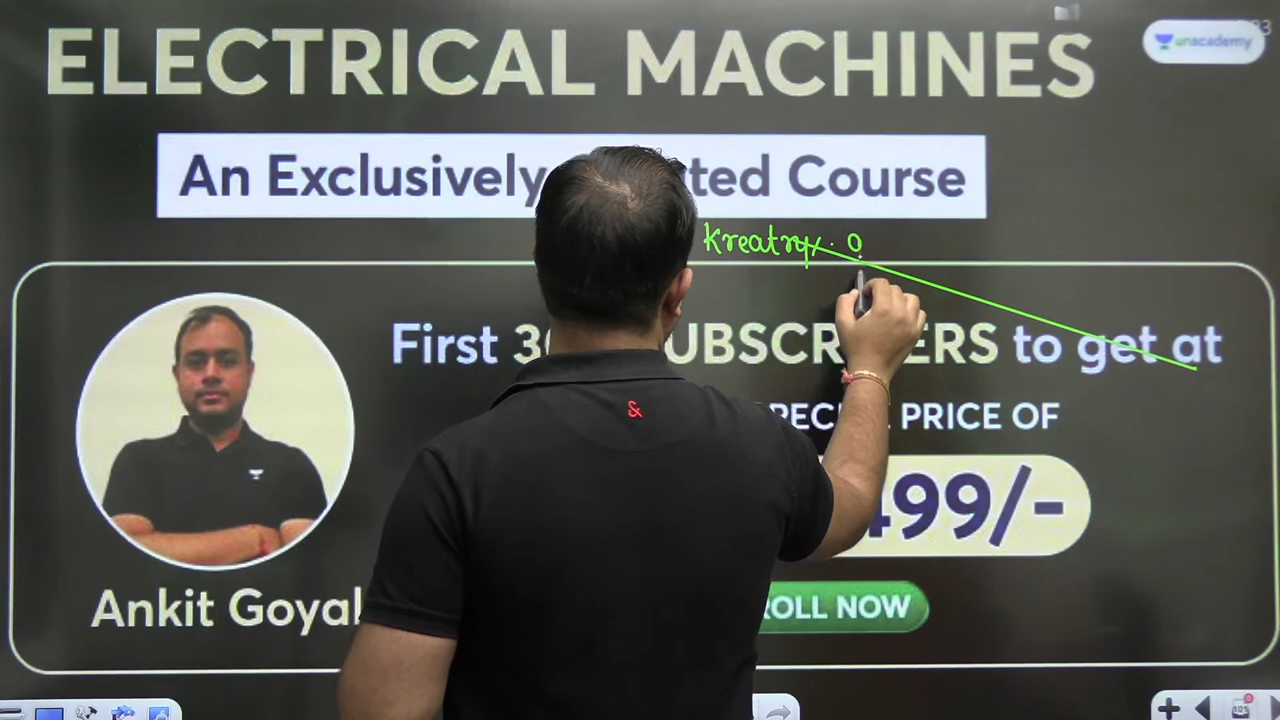 ELECTRICAL MACHINES
unacademy
An Exclusively ted Course
Kreatryx. o
First 30 UBSCR ERS to get at
PRICE OF
499/-
Ankit Goyal
ROLL NOW
&